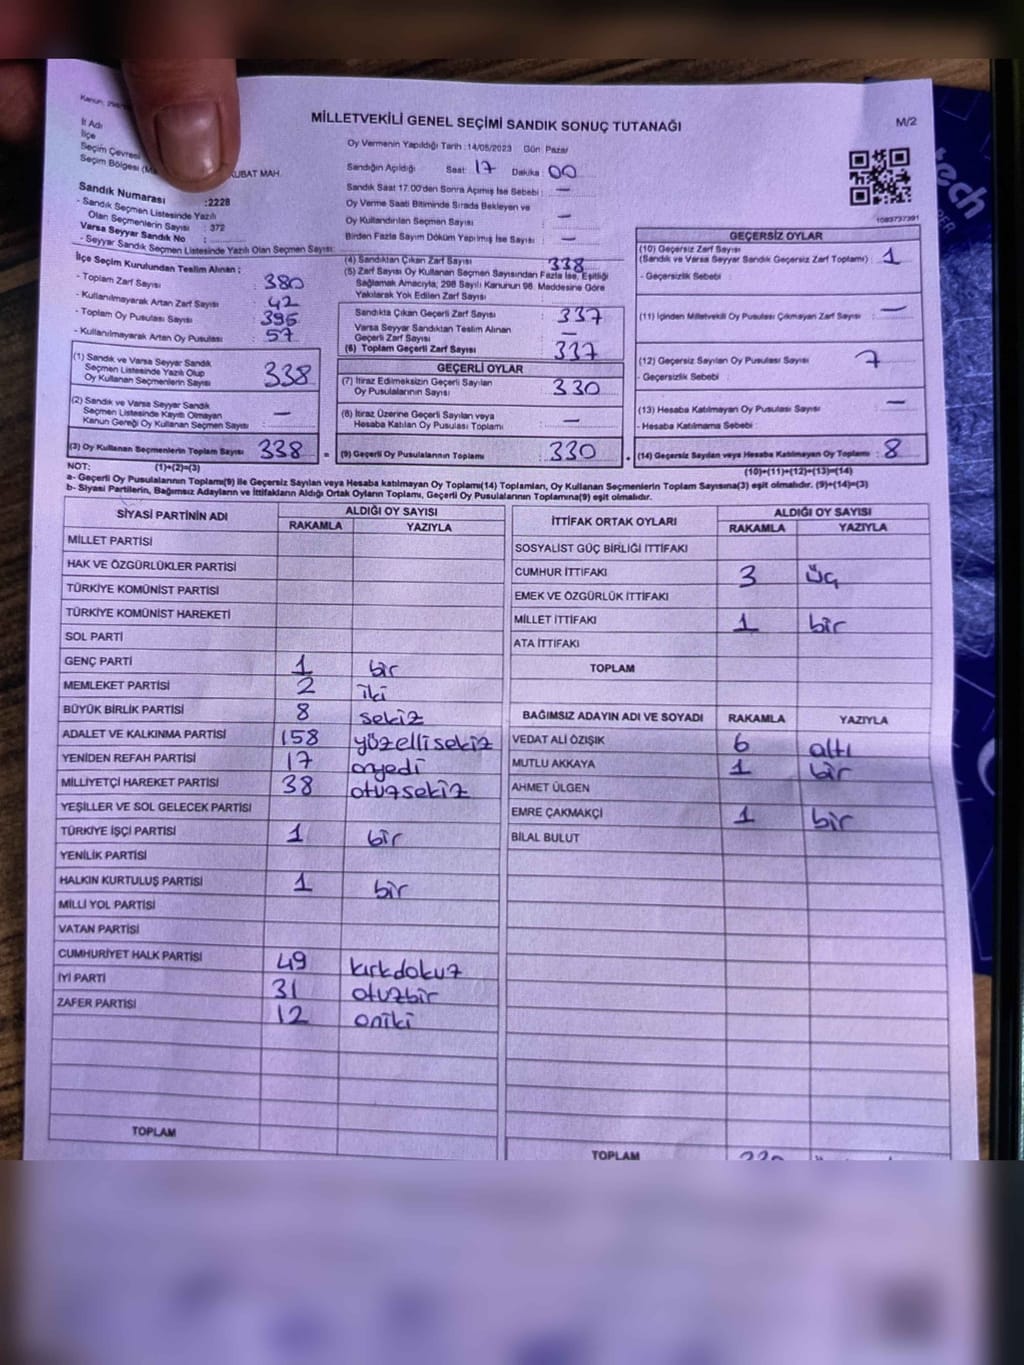 MİLLETVEKİLİ GENEL SEÇİMİ SANDIK SONUÇ TUTANAĞI
M/2
Kanun:
İl Adı
İlçe
Seçim Çevresi
Seçim Bölgesi
KUBAT MAH.
Sandık Numarası :2228
- Sandık Seçmen Listesinde Yazılı
Olan Seçmenlerin Sayısı : 372
Varsa Seyyar Sandık No :
- Seyyar Sandık Seçmen Listesinde Yazılı Olan Seçmen Sayısı:
Oy Vermenin Yapıldığı Tarih :14/05/2023 Gün: Pazar
Sandığın Açıldığı Saat : 17 Dakika : 00
Sandık Saat 17.00'den Sonra Açılmış İse Sebebi : —
Oy Verme Saati Bitiminde Sırada Bekleyen ve
Oy Kullandırılan Seçmen Sayısı : —
Birden Fazla Sayım Döküm Yapılmış İse Sayısı : —
1083737391
İlçe Seçim Kurulundan Teslim Alınan :
- Toplam Zarf Sayısı : 380
- Kullanılmayarak Artan Zarf Sayısı : 42
- Toplam Oy Pusulası Sayısı : 395
- Kullanılmayarak Artan Oy Pusulası : 57
(4) Sandıktan Çıkan Zarf Sayısı : 338
(5) Zarf Sayısı Oy Kullanan Seçmen Sayısından Fazla İse, Eşitliği
Sağlamak Amacıyla, 298 Sayılı Kanunun 98. Maddesine Göre
Yakılarak Yok Edilen Zarf Sayısı
Sandıkta Çıkan Geçerli Zarf Sayısı : 337
Varsa Seyyar Sandıktan Teslim Alınan
Geçerli Zarf Sayısı : —
(6) Toplam Geçerli Zarf Sayısı : 337
GEÇERSİZ OYLAR
(10) Geçersiz Zarf Sayısı
(Sandık ve Varsa Seyyar Sandık Geçersiz Zarf Toplamı) : 1
- Geçersizlik Sebebi :
(11) İçinden Milletvekili Oy Pusulası Çıkmayan Zarf Sayısı : —
(12) Geçersiz Sayılan Oy Pusulası Sayısı : 7
- Geçersizlik Sebebi :
(13) Hesaba Katılmayan Oy Pusulası Sayısı : —
- Hesaba Katılmama Sebebi :
(14) Geçersiz Sayılan veya Hesaba Katılmayan Oy Toplamı : 8
(10)+(11)+(12)+(13)=(14)
(1) Sandık ve Varsa Seyyar Sandık
Seçmen Listesinde Yazılı Olup
Oy Kullanan Seçmenlerin Sayısı : 338
(2) Sandık ve Varsa Seyyar Sandık
Seçmen Listesinde Kayıtlı Olmayan
Kanun Gereği Oy Kullanan Seçmen Sayısı : —
(3) Oy Kullanan Seçmenlerin Toplam Sayısı : 338 =
GEÇERLİ OYLAR
(7) İtiraz Edilmeksizin Geçerli Sayılan
Oy Pusulalarının Sayısı : 330
(8) İtiraz Üzerine Geçerli Sayılan veya
Hesaba Katılan Oy Pusulası Toplamı : —
(9) Geçerli Oy Pusulalarının Toplamı : 330 +
NOT: (1)+(2)=(3)
a- Geçerli Oy Pusulalarının Toplamı(9) ile Geçersiz Sayılan veya Hesaba katılmayan Oy Toplamı(14) Toplamları, Oy Kullanan Seçmenlerin Toplam Sayısına(3) eşit olmalıdır. (9)+(14)=(3)
b- Siyasi Partilerin, Bağımsız Adayların ve İttifakların Aldığı Ortak Oyların Toplamı, Geçerli Oy Pusulalarının Toplamına(9) eşit olmalıdır.
SİYASİ PARTİNİN ADI
ALDIĞI OY SAYISI
RAKAMLA YAZIYLA
MİLLET PARTİSİ
HAK VE ÖZGÜRLÜKLER PARTİSİ
TÜRKİYE KOMÜNİST PARTİSİ
TÜRKİYE KOMÜNİST HAREKETİ
SOL PARTİ
GENÇ PARTİ 1 bir
MEMLEKET PARTİSİ 2 iki
BÜYÜK BİRLİK PARTİSİ 8 sekiz
ADALET VE KALKINMA PARTİSİ 158 yüzellisekiz
YENİDEN REFAH PARTİSİ 17 onyedi
MİLLİYETÇİ HAREKET PARTİSİ 38 otuzsekiz
YEŞİLLER VE SOL GELECEK PARTİSİ
TÜRKİYE İŞÇİ PARTİSİ 1 bir
YENİLİK PARTİSİ
HALKIN KURTULUŞ PARTİSİ 1 bir
MİLLİ YOL PARTİSİ
VATAN PARTİSİ
CUMHURİYET HALK PARTİSİ 49 kırkdokuz
İYİ PARTİ 31 otuzbir
ZAFER PARTİSİ 12 oniki
TOPLAM
İTTİFAK ORTAK OYLARI
ALDIĞI OY SAYISI
RAKAMLA YAZIYLA
SOSYALİST GÜÇ BİRLİĞİ İTTİFAKI
CUMHUR İTTİFAKI 3 üç
EMEK VE ÖZGÜRLÜK İTTİFAKI
MİLLET İTTİFAKI 1 bir
ATA İTTİFAKI
TOPLAM
BAĞIMSIZ ADAYIN ADI VE SOYADI RAKAMLA YAZIYLA
VEDAT ALİ ÖZIŞIK 6 altı
MUTLU AKKAYA 1 bir
AHMET ÜLGEN
EMRE ÇAKMAKÇİ 1 bir
BİLAL BULUT
TOPLAM